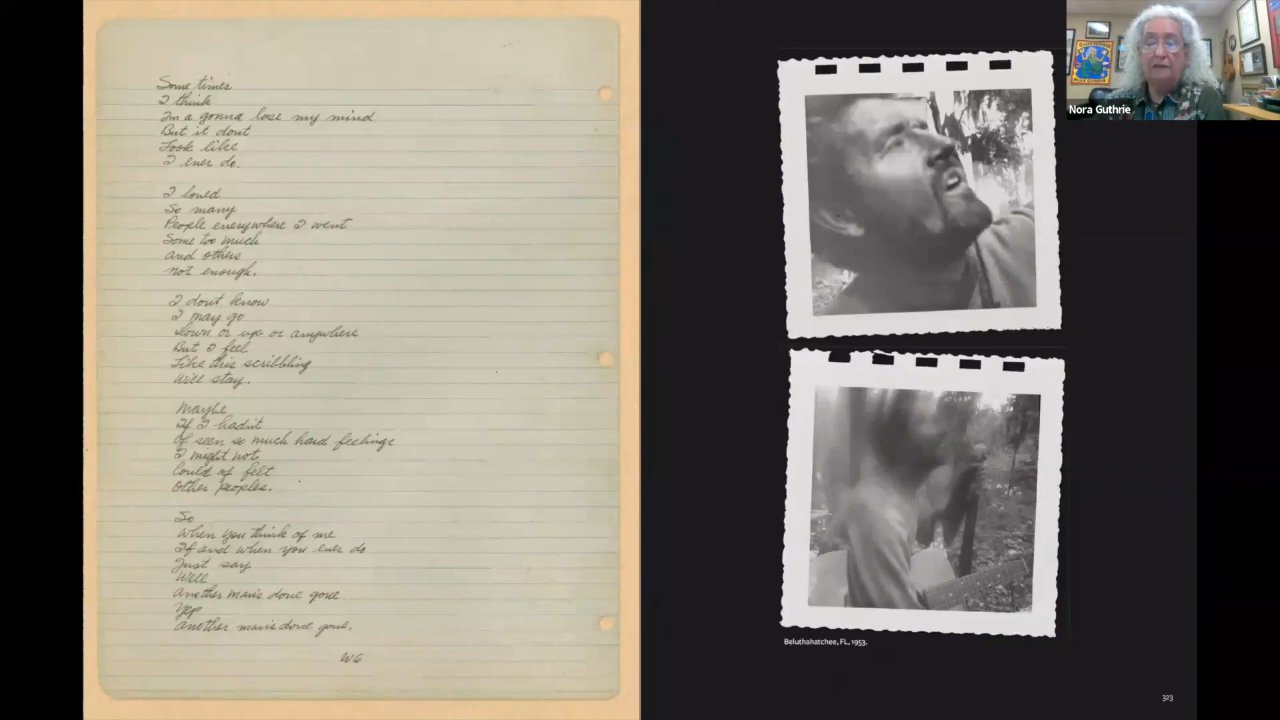 Some times
I think
I'm a gonna lose my mind
But it dont
Look like
I ever do.
I loved
So many
People everywhere I went
Some too much
And others
Not enough.
I don't know
I may go
Down or up or anywhere
But I feel
Like this scribbling
Will stay.
Maybe
If I hadn't
Of seen so much hard feelings
I might not
Could of felt
Other peoples.
So
When you think of me
If and when you ever do
Just say
Well
Another man's done gone
Yep
Another man's done gone.
WG
Beluthahatchee, FL, 1953.
323
Nora Guthrie